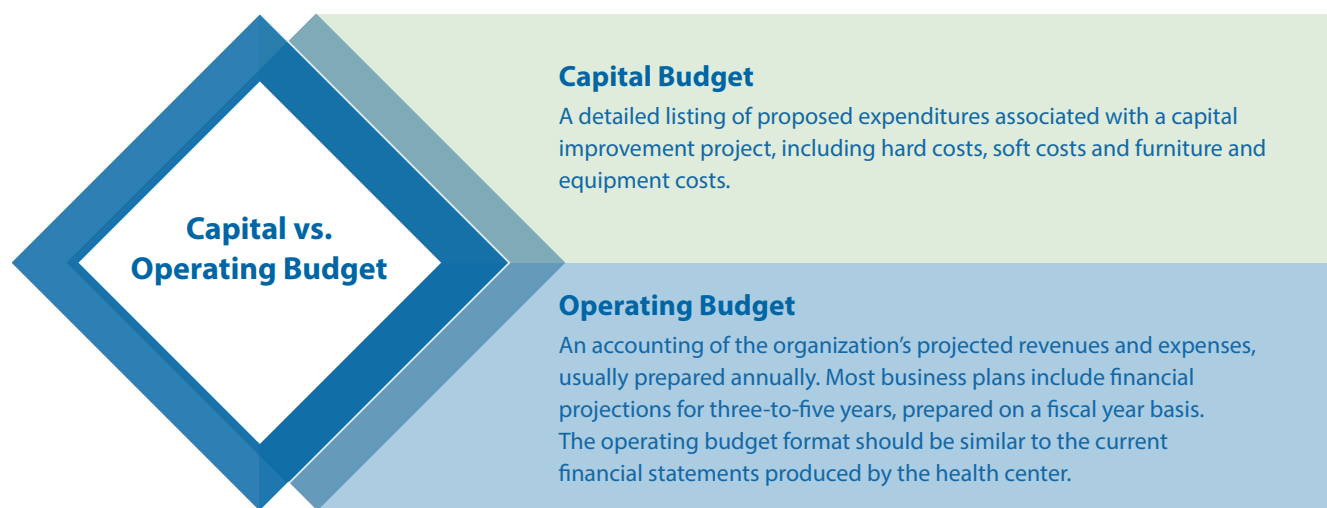 Capital vs.
Operating Budget
Capital Budget
A detailed listing of proposed expenditures associated with a capital
improvement project, including hard costs, soft costs and furniture and
equipment costs.
Operating Budget
An accounting of the organization’s projected revenues and expenses,
usually prepared annually. Most business plans include financial
projections for three-to-five years, prepared on a fiscal year basis.
The operating budget format should be similar to the current
financial statements produced by the health center.